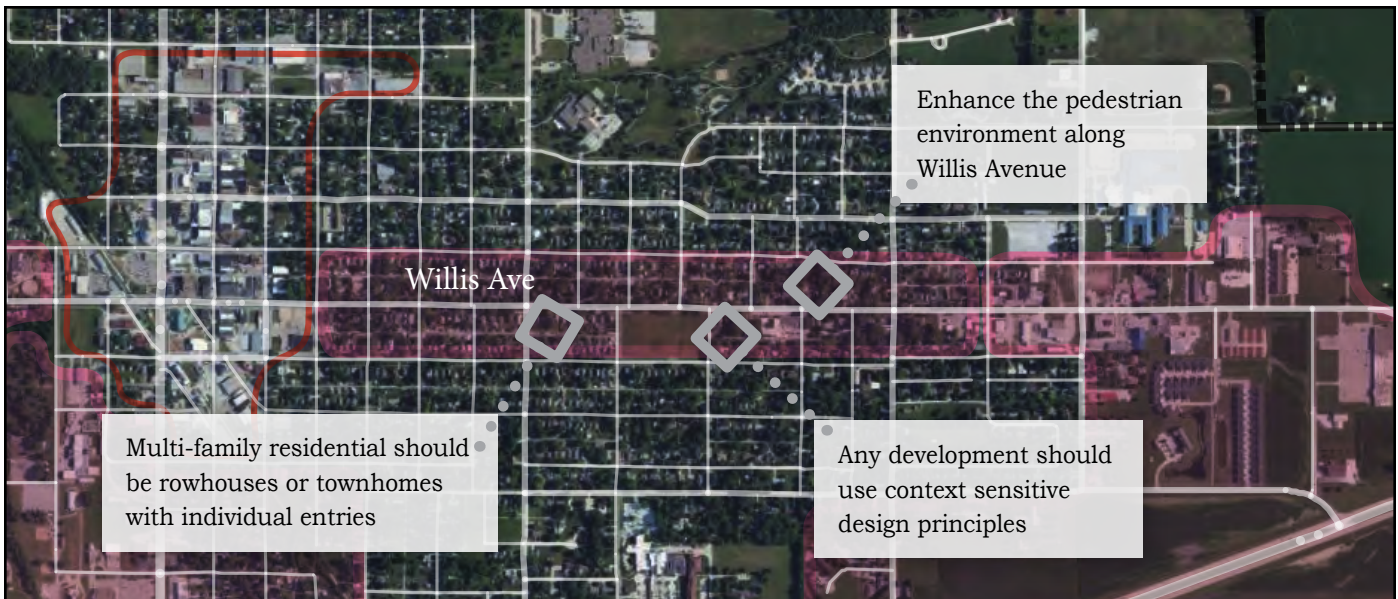 Enhance the pedestrian
environment along
Willis Avenue
Willis Ave
Multi-family residential should
be rowhouses or townhomes
with individual entries
Any development should
use context sensitive
design principles